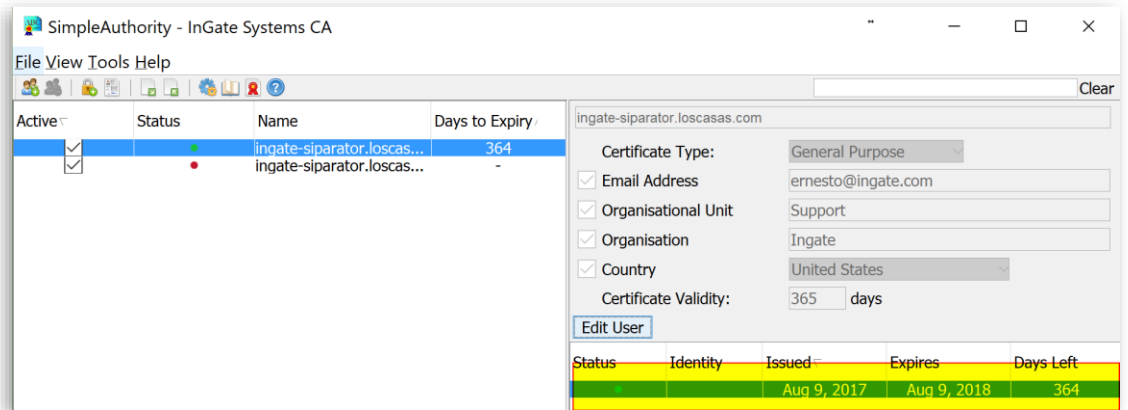 SimpleAuthority - InGate Systems CA
File View Tools Help
Clear
Active Status Name Days to Expiry
ingate-siparator.loscas... 364
ingate-siparator.loscas... -
ingate-siparator.loscasas.com
Certificate Type: General Purpose
Email Address ernesto@ingate.com
Organisational Unit Support
Organisation Ingate
Country United States
Certificate Validity: 365 days
Edit User
Status Identity Issued Expires Days Left
Aug 9, 2017 Aug 9, 2018 364